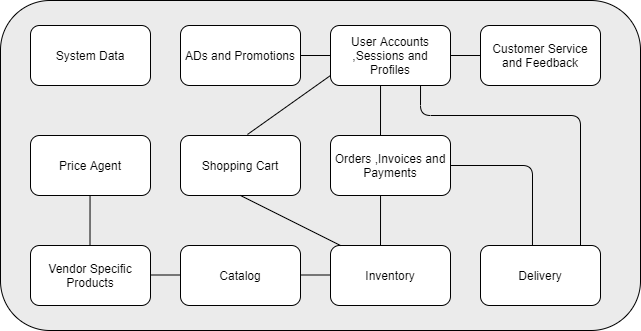 System Data
ADs and Promotions
User Accounts
,Sessions and
Profiles
Customer Service
and Feedback
Price Agent
Shopping Cart
Orders ,Invoices and
Payments
Vendor Specific
Products
Catalog
Inventory
Delivery